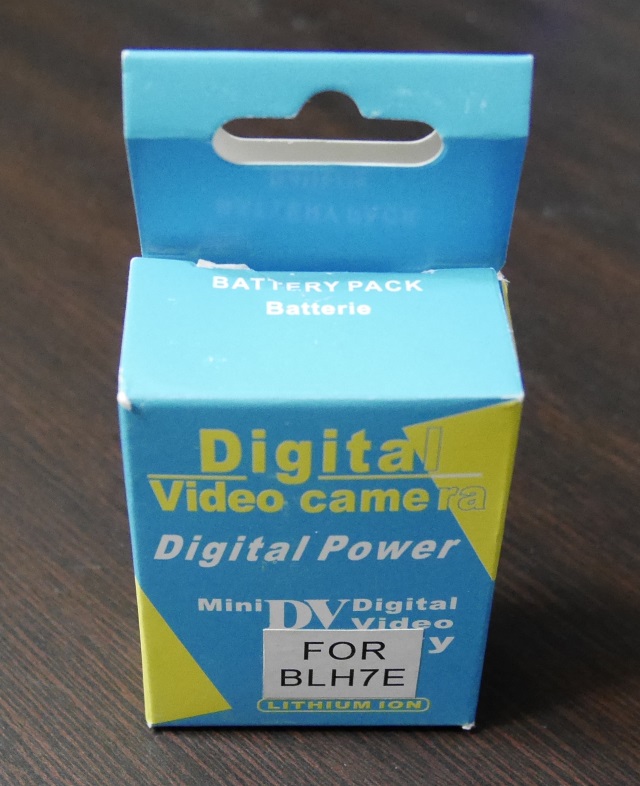 BATTERY PACK
Batterie
Digital
Video camera
Digital Power
Mini DV Digital
Video
y
FOR
BLH7E
LITHIUM ION